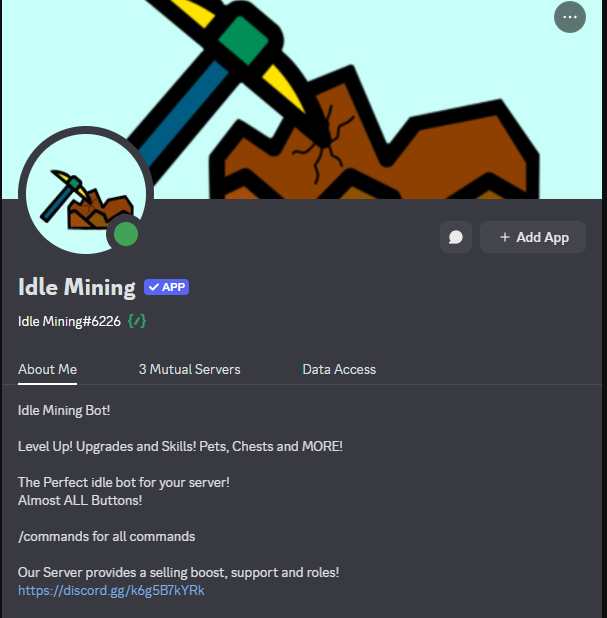 Idle Mining ✓ APP
Idle Mining#6226 {/}
+ Add App
About Me
3 Mutual Servers
Data Access
Idle Mining Bot!
Level Up! Upgrades and Skills! Pets, Chests and MORE!
The Perfect idle bot for your server!
Almost ALL Buttons!
/commands for all commands
Our Server provides a selling boost, support and roles!
https://discord.gg/k6g5B7kYRk